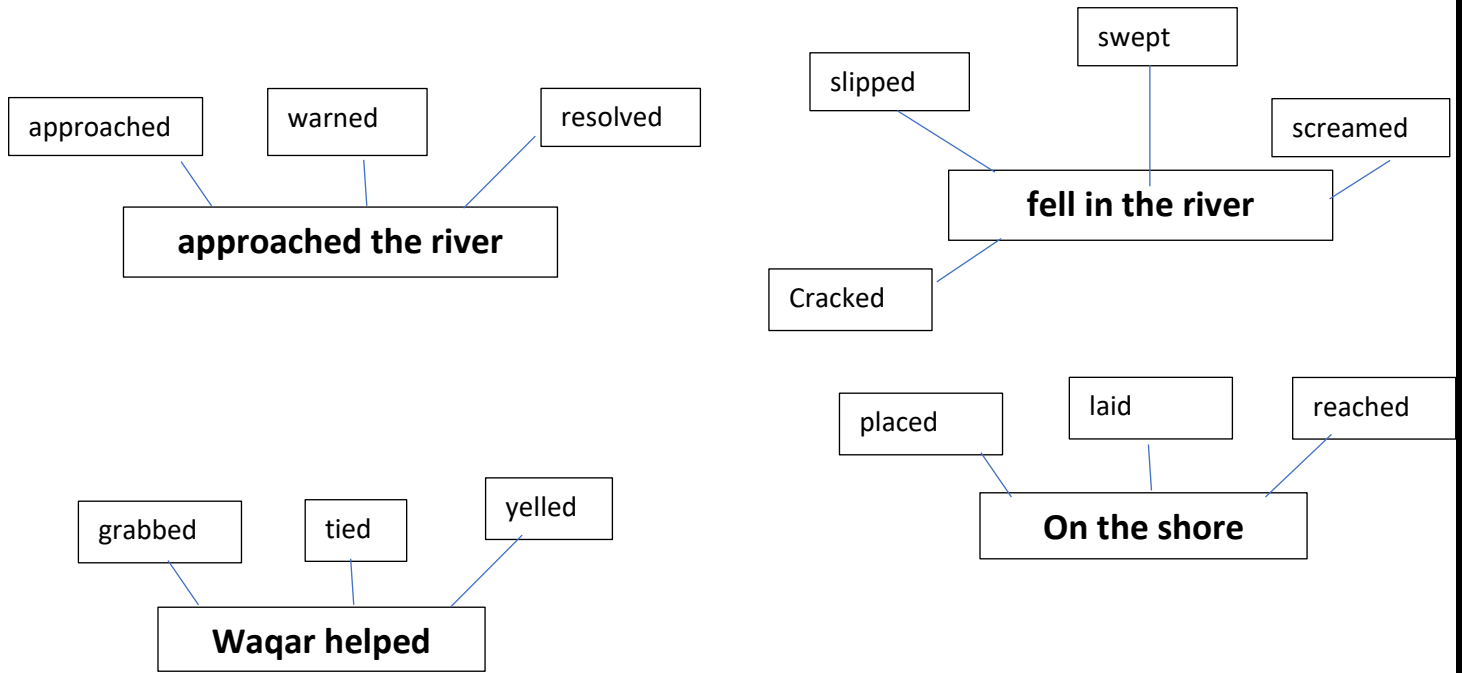 approached
warned
resolved
approached the river
swept
slipped
screamed
fell in the river
Cracked
placed
laid
reached
On the shore
grabbed
tied
yelled
Waqar helped